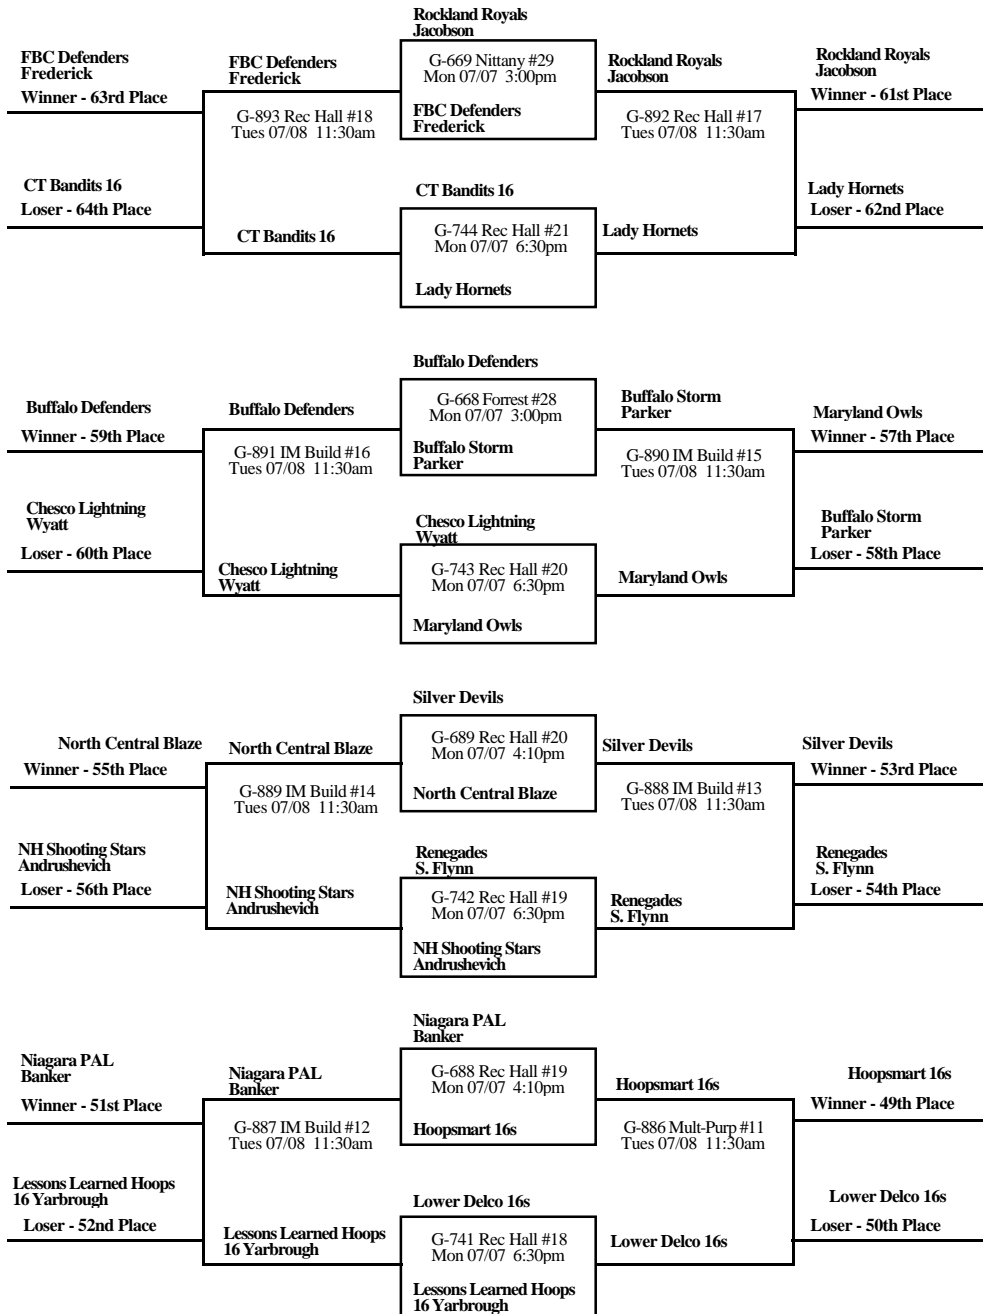 Rockland Royals
Jacobson
FBC Defenders
Frederick
Winner - 63rd Place
FBC Defenders
Frederick
G-669 Nittany #29
Mon 07/07 3:00pm
Rockland Royals
Jacobson
Rockland Royals
Jacobson
Winner - 61st Place
G-893 Rec Hall #18
Tues 07/08 11:30am
FBC Defenders
Frederick
G-892 Rec Hall #17
Tues 07/08 11:30am
CT Bandits 16
Loser - 64th Place
CT Bandits 16
CT Bandits 16
G-744 Rec Hall #21
Mon 07/07 6:30pm
Lady Hornets
Lady Hornets
Loser - 62nd Place
Lady Hornets
Buffalo Defenders
Buffalo Defenders
Winner - 59th Place
Buffalo Defenders
G-668 Forrest #28
Mon 07/07 3:00pm
Buffalo Storm
Parker
Maryland Owls
Winner - 57th Place
G-891 IM Build #16
Tues 07/08 11:30am
Buffalo Storm
Parker
G-890 IM Build #15
Tues 07/08 11:30am
Chesco Lightning
Wyatt
Loser - 60th Place
Chesco Lightning
Wyatt
Chesco Lightning
Wyatt
G-743 Rec Hall #20
Mon 07/07 6:30pm
Maryland Owls
Buffalo Storm
Parker
Loser - 58th Place
Maryland Owls
Silver Devils
North Central Blaze
Winner - 55th Place
North Central Blaze
G-689 Rec Hall #20
Mon 07/07 4:10pm
Silver Devils
Silver Devils
Winner - 53rd Place
G-889 IM Build #14
Tues 07/08 11:30am
North Central Blaze
G-888 IM Build #13
Tues 07/08 11:30am
NH Shooting Stars
Andrushevich
Loser - 56th Place
NH Shooting Stars
Andrushevich
Renegades
S. Flynn
G-742 Rec Hall #19
Mon 07/07 6:30pm
Renegades
S. Flynn
Renegades
S. Flynn
Loser - 54th Place
NH Shooting Stars
Andrushevich
Niagara PAL
Banker
Niagara PAL
Banker
Winner - 51st Place
Niagara PAL
Banker
G-688 Rec Hall #19
Mon 07/07 4:10pm
Hoopsmart 16s
Hoopsmart 16s
Winner - 49th Place
G-887 IM Build #12
Tues 07/08 11:30am
Hoopsmart 16s
G-886 Mult-Purp #11
Tues 07/08 11:30am
Lessons Learned Hoops
16 Yarbrough
Loser - 52nd Place
Lessons Learned Hoops
16 Yarbrough
Lower Delco 16s
G-741 Rec Hall #18
Mon 07/07 6:30pm
Lower Delco 16s
Lower Delco 16s
Loser - 50th Place
Lessons Learned Hoops
16 Yarbrough